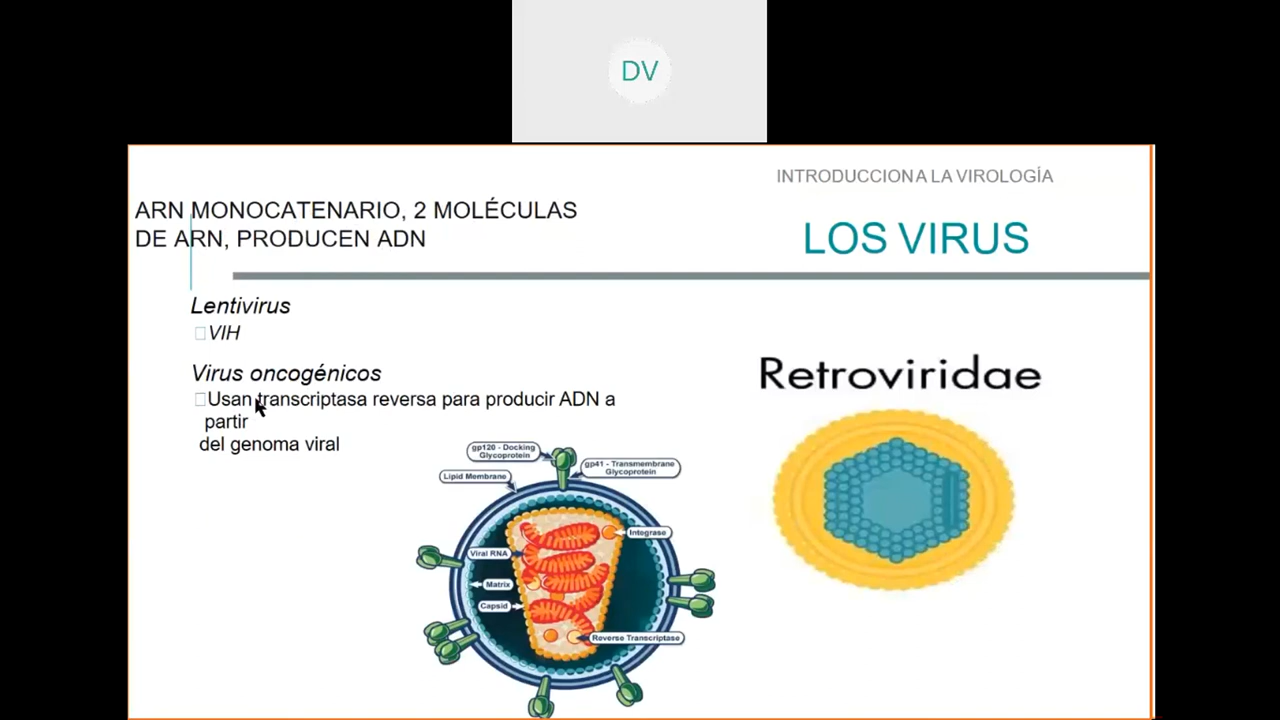 DV
INTRODUCCION A LA VIROLOGÍA
ARN MONOCATENARIO, 2 MOLÉCULAS
DE ARN, PRODUCEN ADN
LOS VIRUS
Lentivirus
VIH
Virus oncogénicos
Usan transcriptasa reversa para producir ADN a
partir
del genoma viral
Retroviridae
gp120 - Docking
Glycoprotein
gp41 - Transmembrane
Glycoprotein
Lipid Membrane
Integrase
Viral RNA
Matrix
Capsid
Reverse Transcriptase